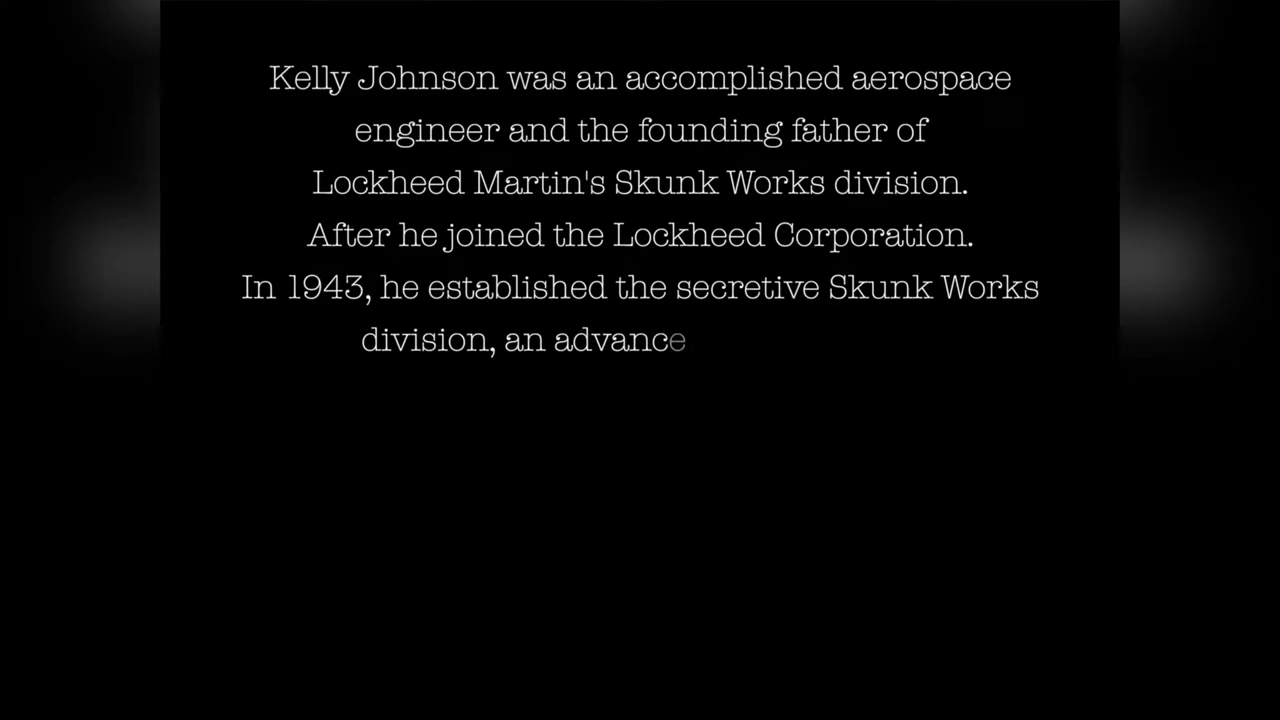 Kelly Johnson was an accomplished aerospace
engineer and the founding father of
Lockheed Martin's Skunk Works division.
After he joined the Lockheed Corporation.
In 1943, he established the secretive Skunk Works
division, an advance